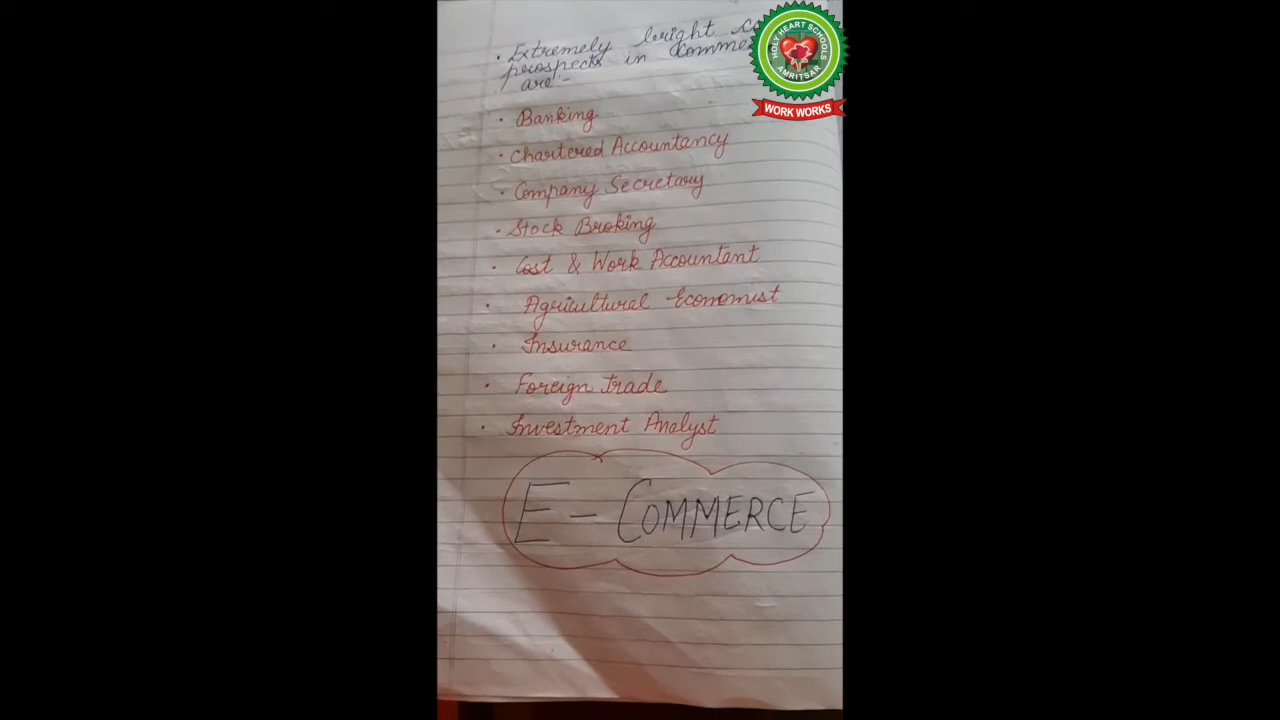 • Extremely bright
prospects in Comme
are:-
• Banking
• Chartered Accountancy
• Company Secretary
• Stock Broking
• Cost & Work Accountant
• Agricultural Economist
• Insurance
• Foreign trade
• Investment Analyst
E - COMMERCE
HOLY HEART SCHOOLS
AMRITSAR
WORK WORKS